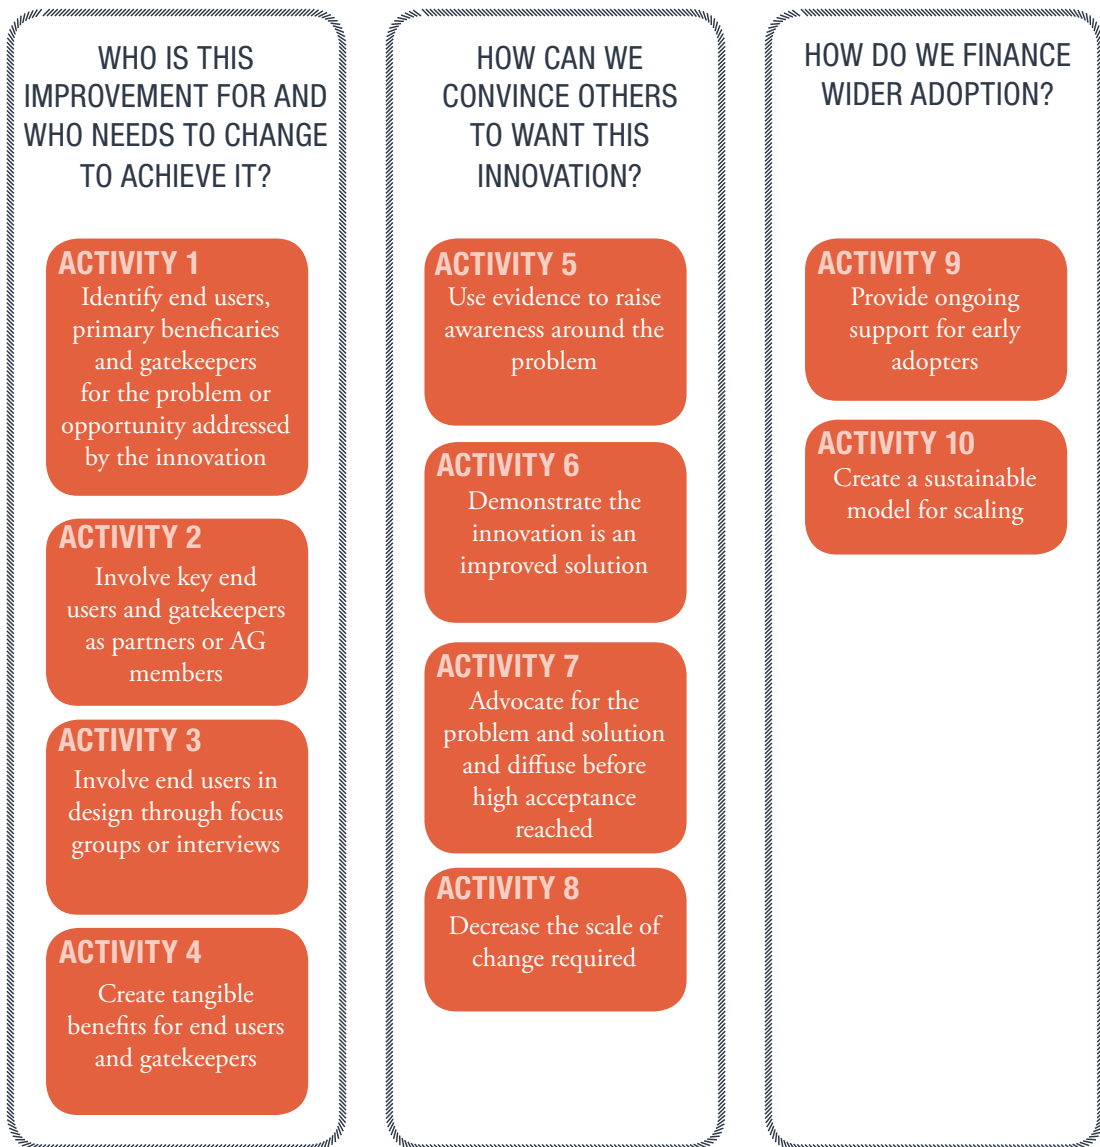 WHO IS THIS
IMPROVEMENT FOR AND
WHO NEEDS TO CHANGE
TO ACHIEVE IT?
ACTIVITY 1
Identify end users,
primary beneficaries
and gatekeepers
for the problem or
opportunity addressed
by the innovation
ACTIVITY 2
Involve key end
users and gatekeepers
as partners or AG
members
ACTIVITY 3
Involve end users in
design through focus
groups or interviews
ACTIVITY 4
Create tangible
benefits for end users
and gatekeepers
HOW CAN WE
CONVINCE OTHERS
TO WANT THIS
INNOVATION?
ACTIVITY 5
Use evidence to raise
awareness around the
problem
ACTIVITY 6
Demonstrate the
innovation is an
improved solution
ACTIVITY 7
Advocate for the
problem and solution
and diffuse before
high acceptance
reached
ACTIVITY 8
Decrease the scale of
change required
HOW DO WE FINANCE
WIDER ADOPTION?
ACTIVITY 9
Provide ongoing
support for early
adopters
ACTIVITY 10
Create a sustainable
model for scaling